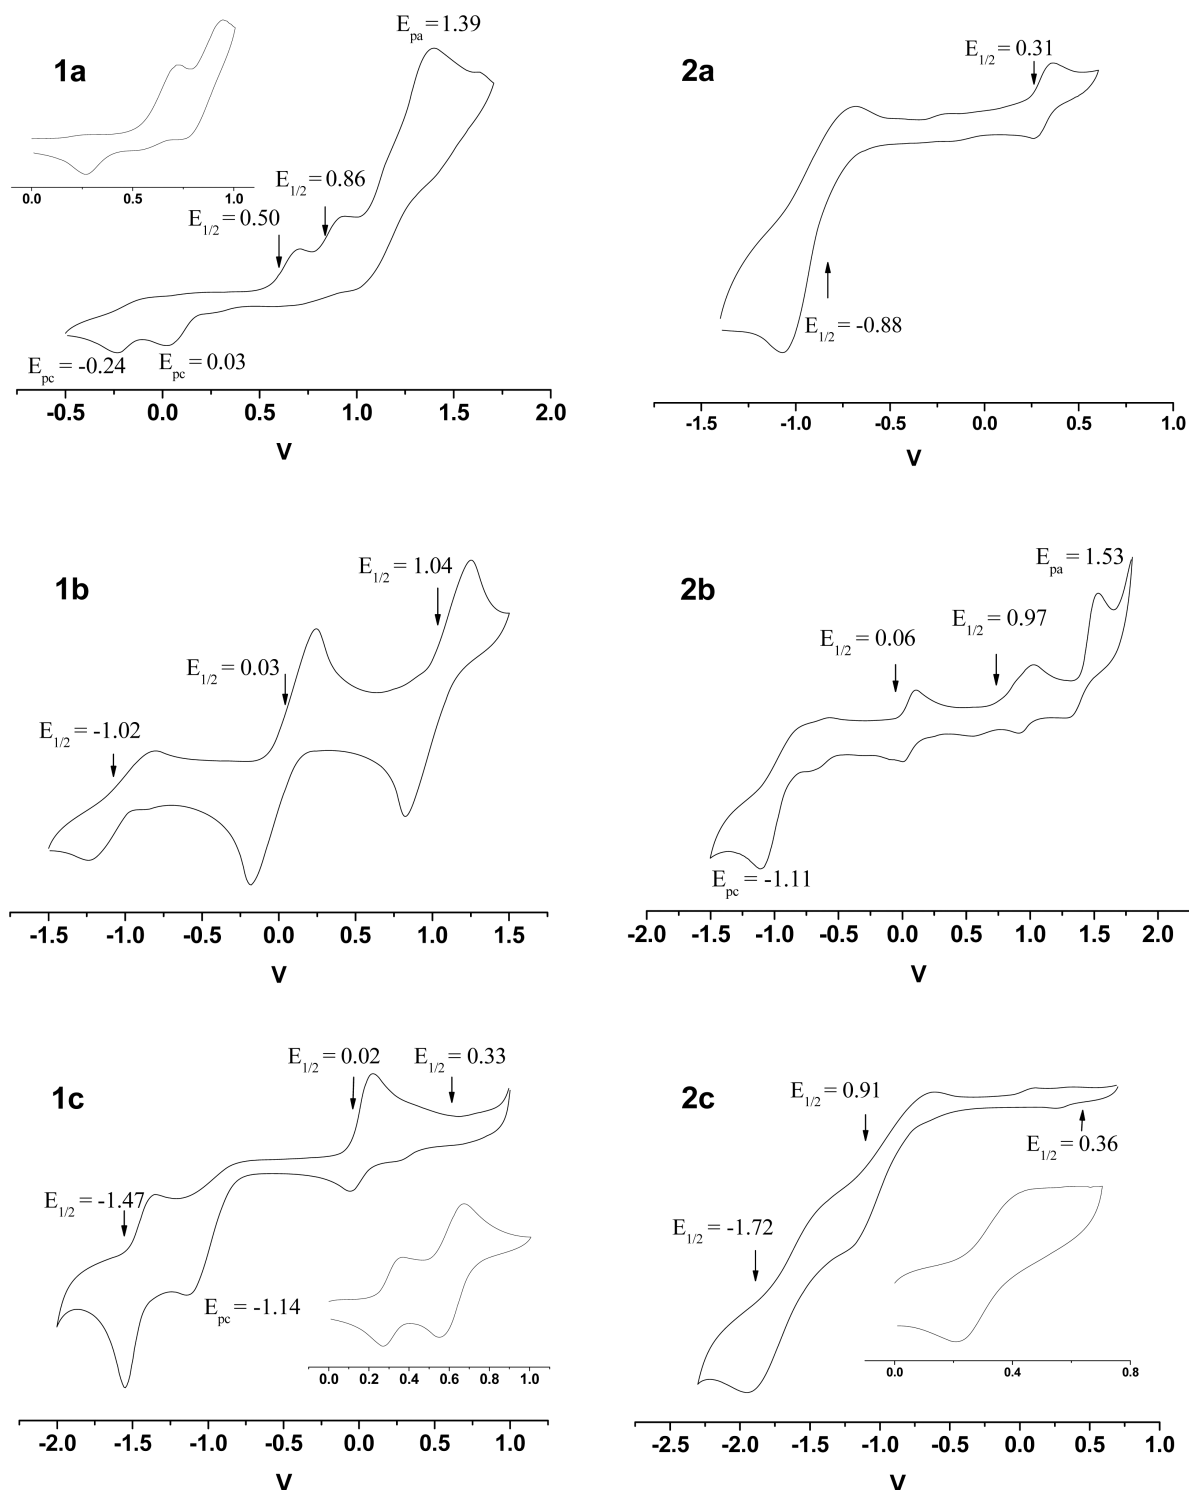 1a
E_pa = 1.39
E_1/2 = 0.86
E_1/2 = 0.50
0.0 0.5 1.0
E_pc = -0.24
E_pc = 0.03
-0.5 0.0 0.5 1.0 1.5 2.0
V
2a
E_1/2 = 0.31
E_1/2 = -0.88
-1.5 -1.0 -0.5 0.0 0.5 1.0
V
1b
E_1/2 = 1.04
E_1/2 = 0.03
E_1/2 = -1.02
-1.5 -1.0 -0.5 0.0 0.5 1.0 1.5
V
2b
E_pa = 1.53
E_1/2 = 0.97
E_1/2 = 0.06
E_pc = -1.11
-2.0 -1.5 -1.0 -0.5 0.0 0.5 1.0 1.5 2.0
V
1c
E_1/2 = 0.02
E_1/2 = 0.33
E_1/2 = -1.47
E_pc = -1.14
0.0 0.2 0.4 0.6 0.8 1.0
-2.0 -1.5 -1.0 -0.5 0.0 0.5 1.0
V
2c
E_1/2 = 0.91
E_1/2 = 0.36
E_1/2 = -1.72
0.0 0.4 0.8
-2.5 -2.0 -1.5 -1.0 -0.5 0.0 0.5 1.0
V